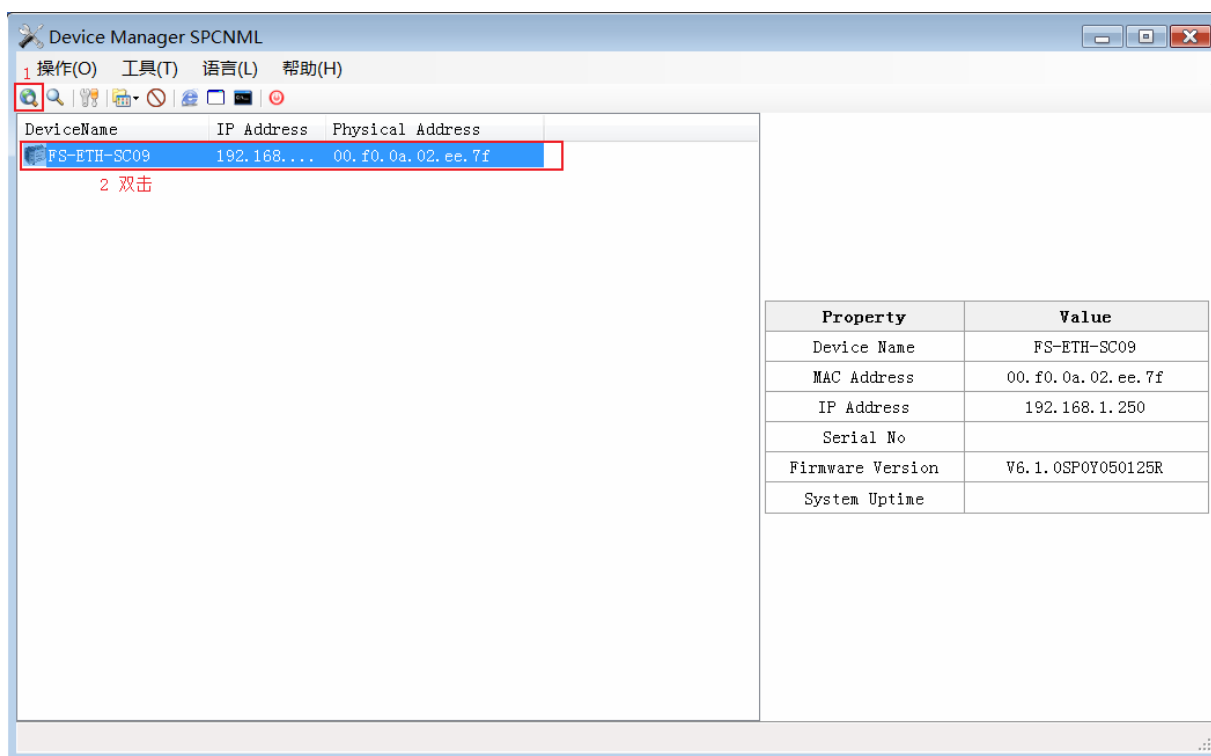 Device Manager SPCNML
1 操作(O) 工具(T) 语言(L) 帮助(H)
DeviceName IP Address Physical Address
FS-ETH-SC09 192.168.... 00.f0.0a.02.ee.7f
2 双击
Property Value
Device Name FS-ETH-SC09
MAC Address 00.f0.0a.02.ee.7f
IP Address 192.168.1.250
Serial No
Firmware Version V6.1.0SP0Y050125R
System Uptime